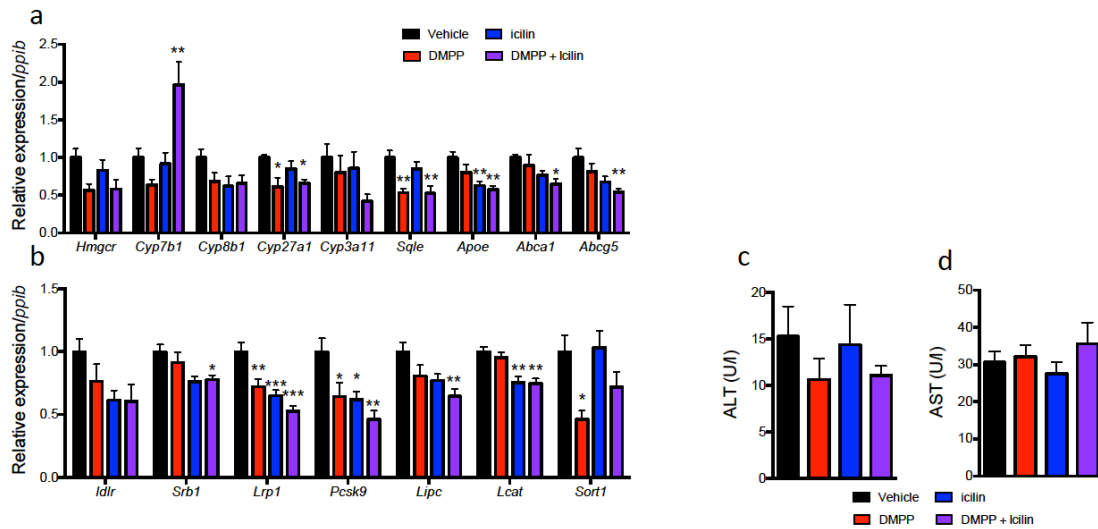 a
Vehicle
icilin
DMPP
DMPP + Icilin
Relative expression/ppib
2.5
2.0
1.5
1.0
0.5
0.0
**
* *
** **
** **
*
**
Hmgcr Cyp7b1 Cyp8b1 Cyp27a1 Cyp3a11 Sqle Apoe Abca1 Abcg5
b
Relative expression/ppib
1.0
0.5
0.0
*
** *** ***
* * **
**
** **
*
Idlr Srb1 Lrp1 Pcsk9 Lipc Lcat Sort1
c
ALT (U/l)
20
15
10
5
0
d
AST (U/l)
50
40
30
20
10
0
Vehicle
icilin
DMPP
DMPP + Icilin